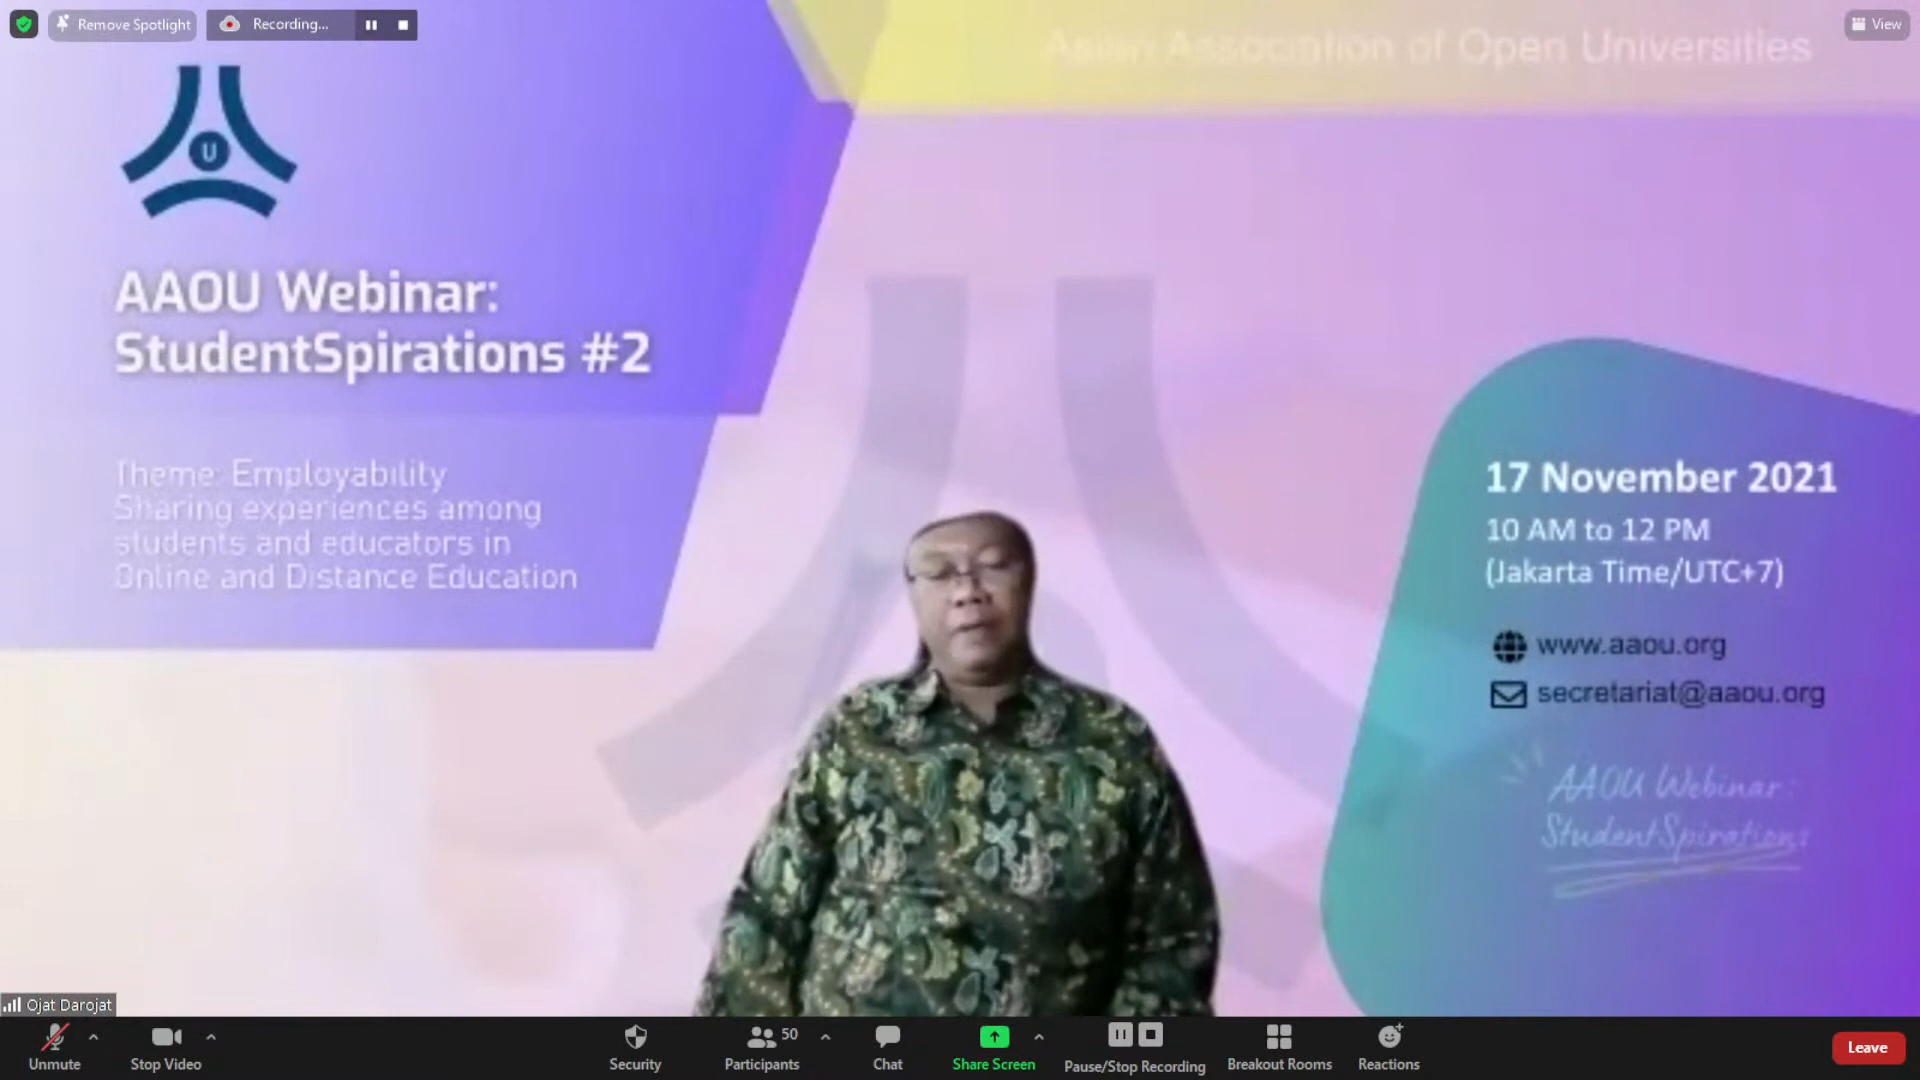 Remove Spotlight
Recording...
View
Asian Association of Open Universities
U
AAOU Webinar:
StudentSpirations #2
Theme: Employability
Sharing experiences among
students and educators in
Online and Distance Education
17 November 2021
10 AM to 12 PM
(Jakarta Time/UTC+7)
www.aaou.org
secretariat@aaou.org
AAOU Webinar:
StudentSpirations
Ojat Darojat
Unmute
Stop Video
Security
50
Participants
Chat
Share Screen
Pause/Stop Recording
Breakout Rooms
Reactions
Leave